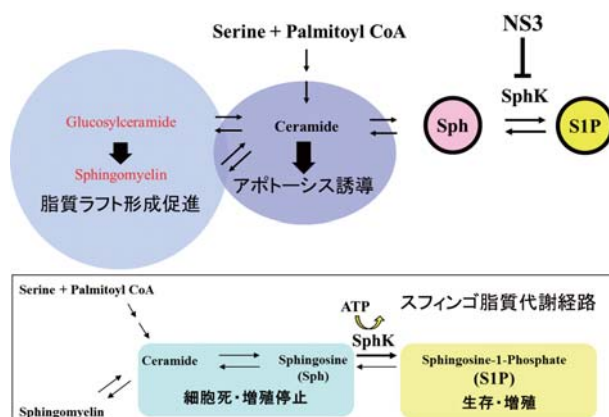 Serine + Palmitoyl CoA
NS3
SphK
Glucosylceramide
Ceramide
Sph
S1P
Sphingomyelin
脂質ラフト形成促進
アポトーシス誘導
Serine + Palmitoyl CoA
ATP
スフィンゴ脂質代謝経路
SphK
Ceramide
Sphingosine
(Sph)
Sphingosine-1-Phosphate
(S1P)
細胞死・増殖停止
生存・増殖
Sphingomyelin